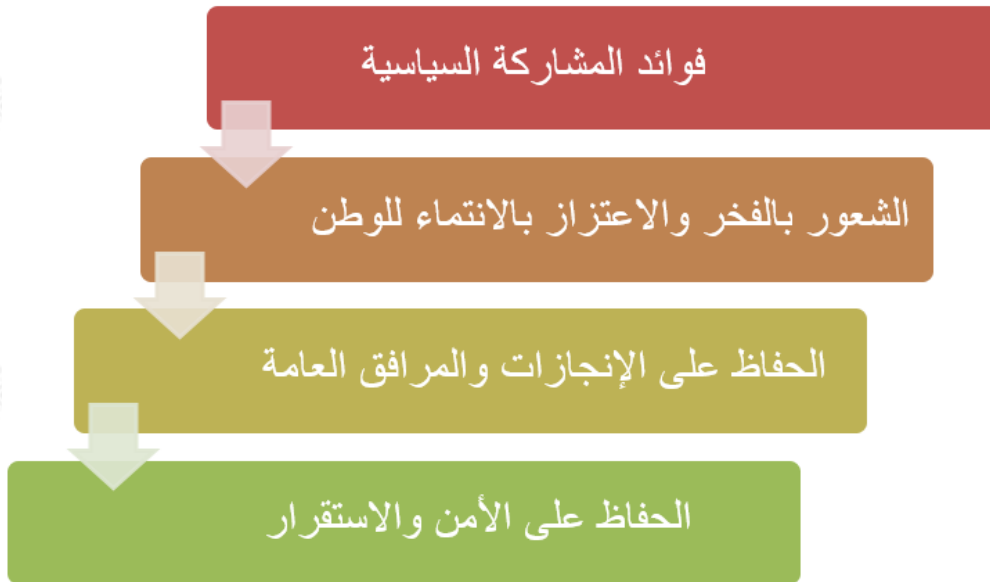 فوائد المشاركة السياسية
الشعور بالفخر والاعتزاز بالانتماء للوطن
الحفاظ على الإنجازات والمرافق العامة
الحفاظ على الأمن والاستقرار